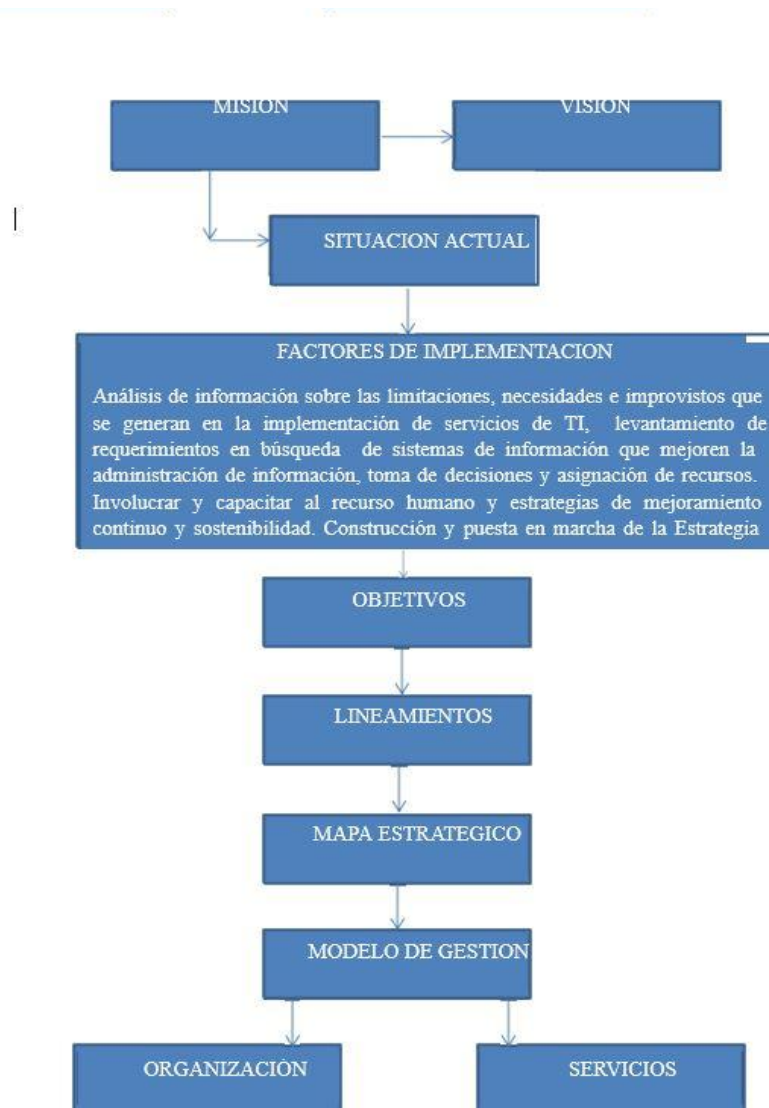 MISION
VISION
SITUACION ACTUAL
FACTORES DE IMPLEMENTACION
Análisis de información sobre las limitaciones, necesidades e improvistos que
se generan en la implementación de servicios de TI, levantamiento de
requerimientos en búsqueda de sistemas de información que mejoren la
administración de información, toma de decisiones y asignación de recursos.
Involucrar y capacitar al recurso humano y estrategias de mejoramiento
continuo y sostenibilidad. Construcción y puesta en marcha de la Estrategia
OBJETIVOS
LINEAMIENTOS
MAPA ESTRATEGICO
MODELO DE GESTION
ORGANIZACIÓN
SERVICIOS